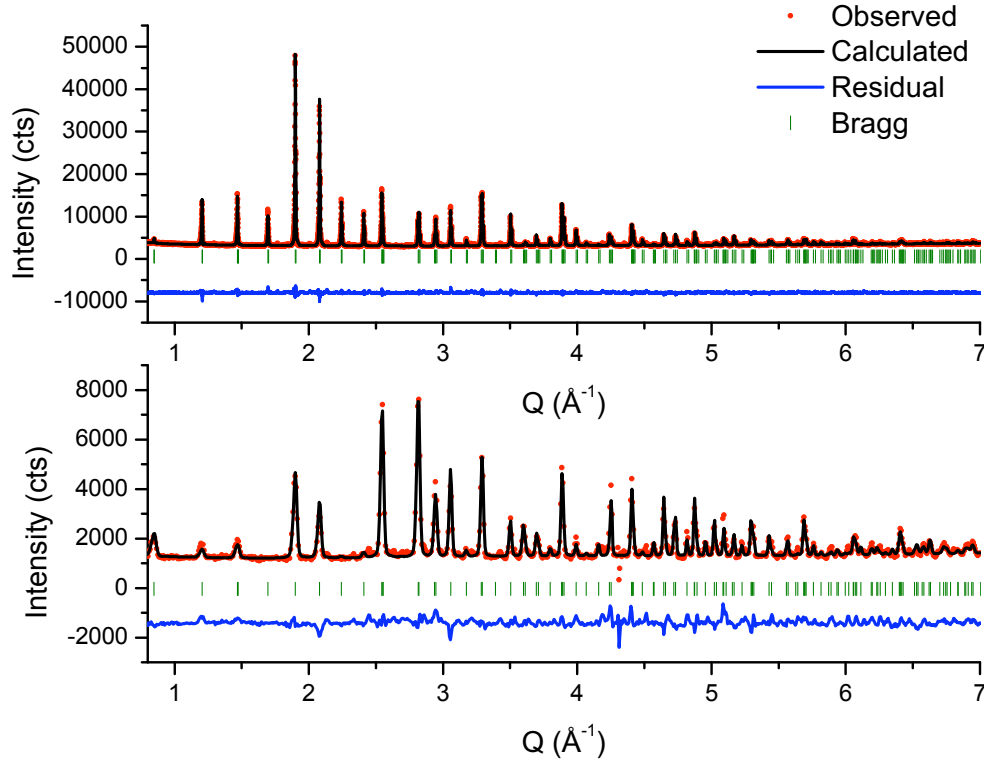 Observed
Calculated
Residual
Bragg
Intensity (cts)
50000
40000
30000
20000
10000
0
-10000
1 2 3 4 5 6 7
Q (Å⁻¹)
Intensity (cts)
8000
6000
4000
2000
0
-2000
1 2 3 4 5 6 7
Q (Å⁻¹)